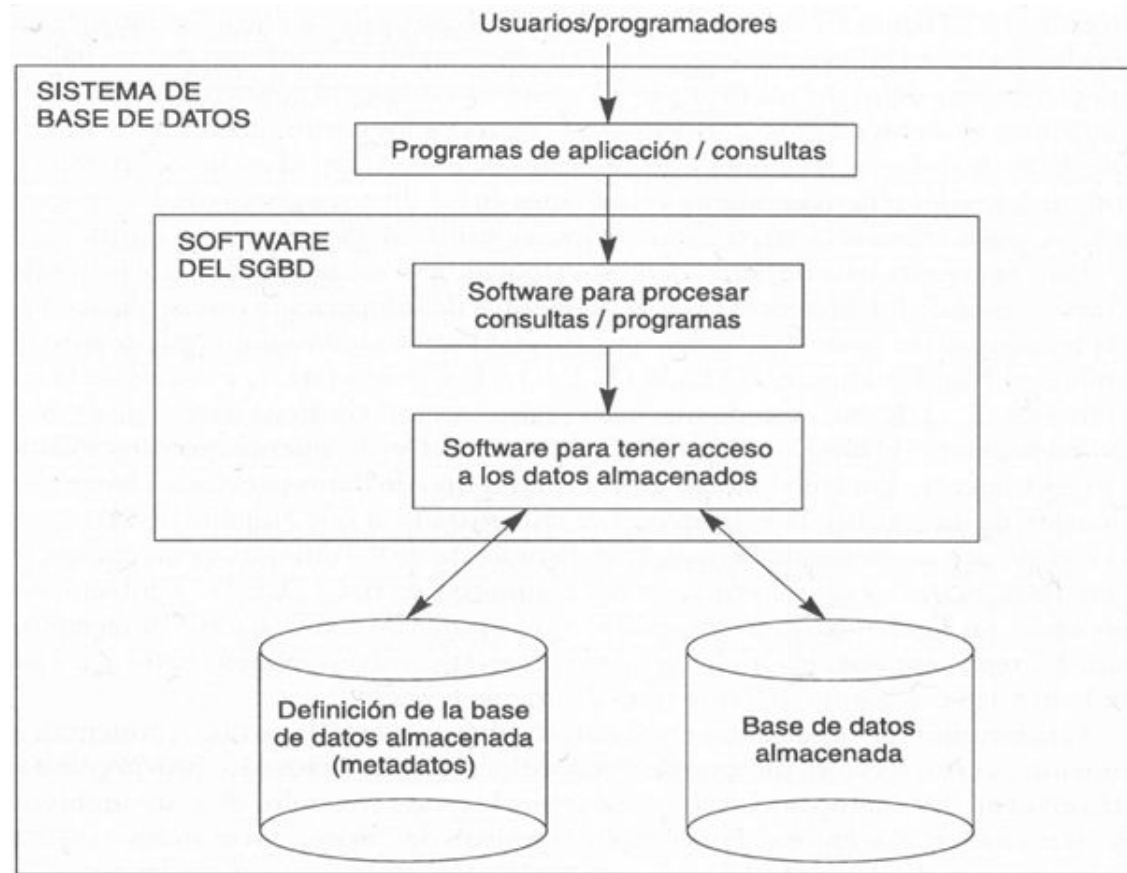 Usuarios/programadores
SISTEMA DE
BASE DE DATOS
Programas de aplicación / consultas
SOFTWARE
DEL SGBD
Software para procesar
consultas / programas
Software para tener acceso
a los datos almacenados
Definición de la base
de datos almacenada
(metadatos)
Base de datos
almacenada